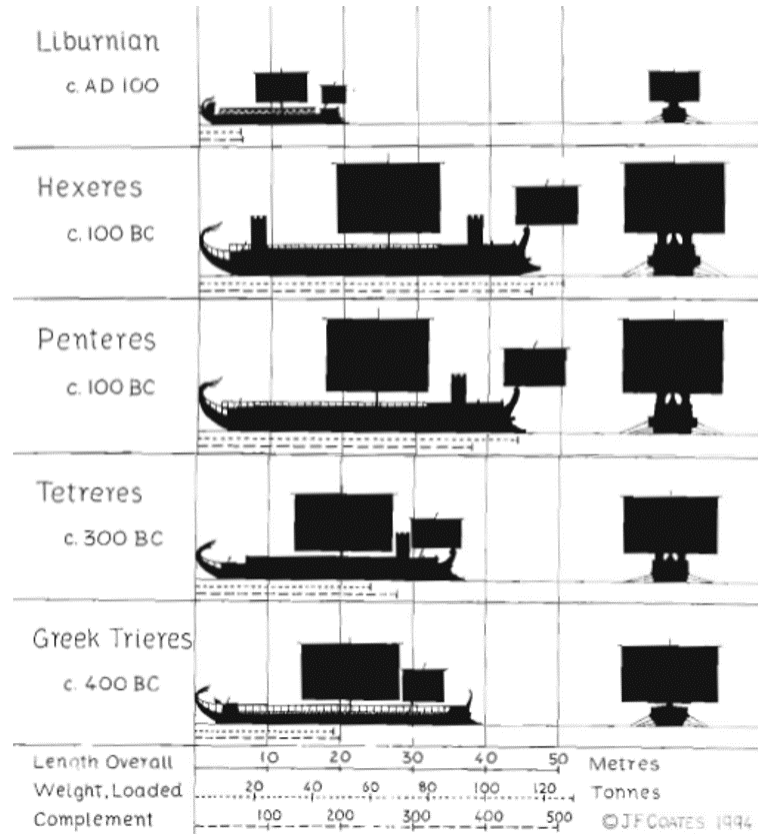 Liburnian
c. AD 100
Hexeres
c. 100 BC
Penteres
c. 100 BC
Tetreres
c. 300 BC
Greek Trieres
c. 400 BC
Length Overall 10 20 30 40 50 Metres
Weight, Loaded 20 40 60 80 100 120 Tonnes
Complement 100 200 300 400 500 © JF COATES 1994